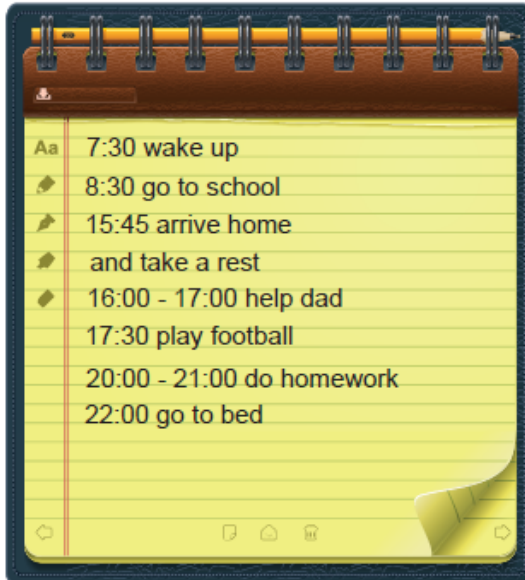 Aa
7:30 wake up
8:30 go to school
15:45 arrive home
and take a rest
16:00 - 17:00 help dad
17:30 play football
20:00 - 21:00 do homework
22:00 go to bed